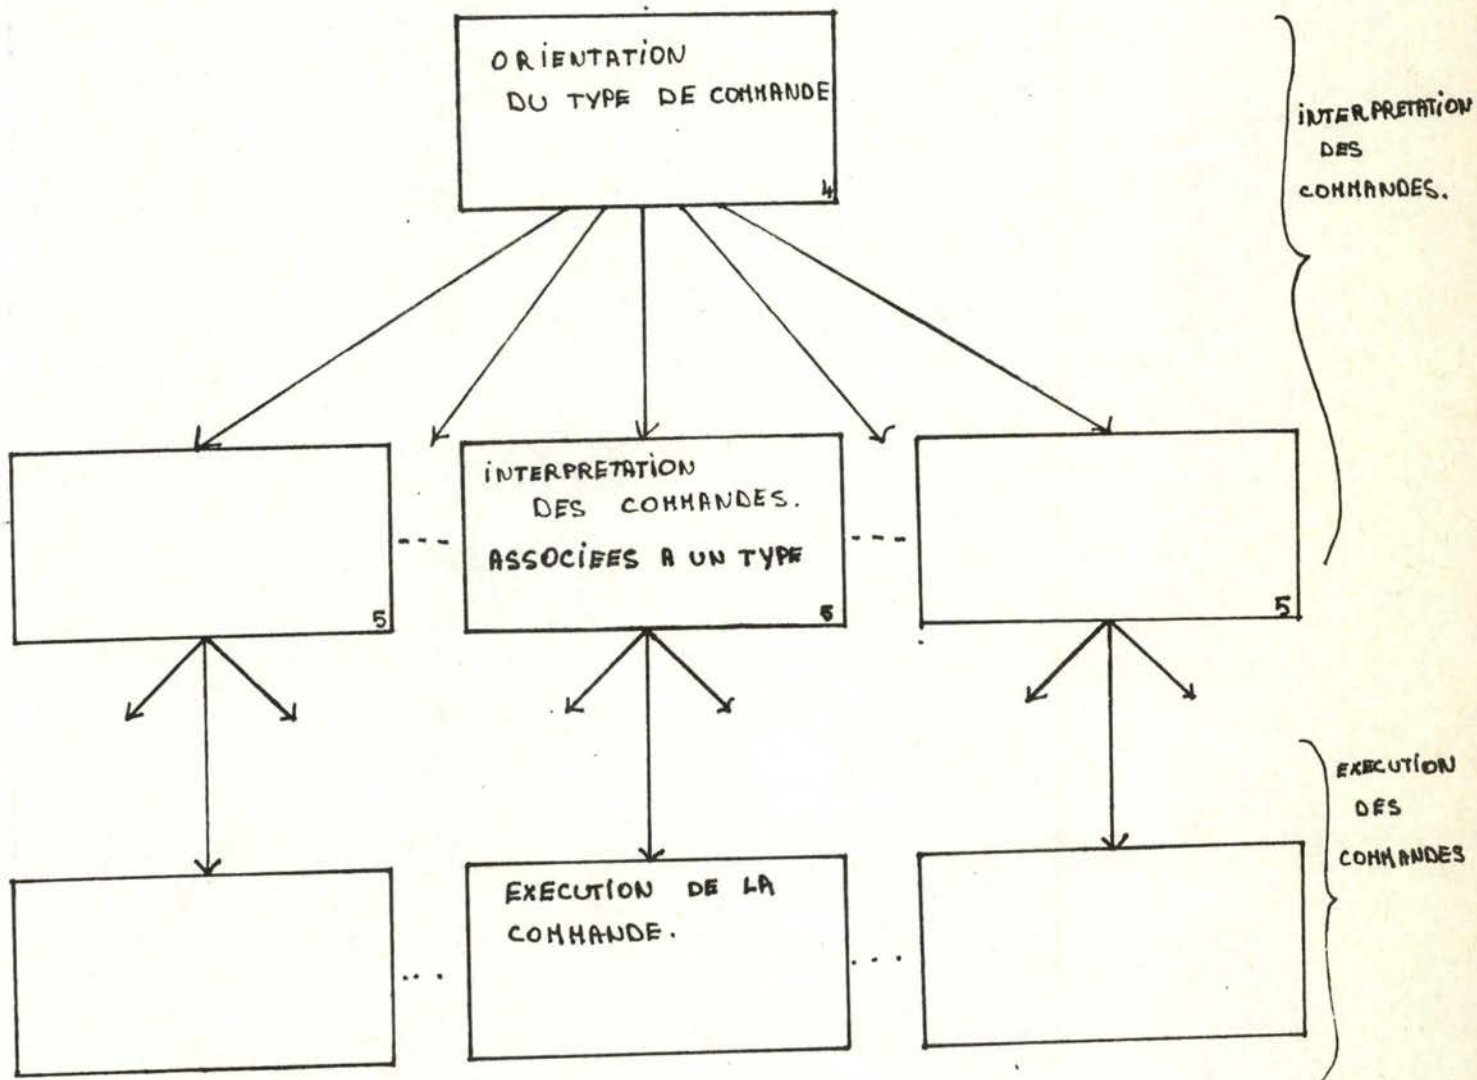 ORIENTATION
DU TYPE DE COMMANDE
4
INTERPRETATION
DES
COMMANDES.
5
INTERPRETATION
DES COMMANDES.
ASSOCIEES A UN TYPE
5
5
EXECUTION
DES
COMMANDES
EXECUTION DE LA
COMMANDE.